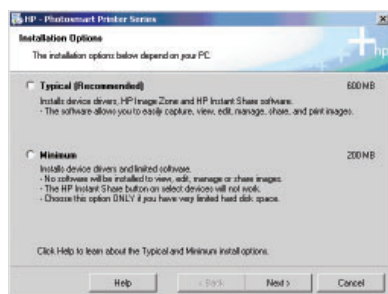 HP - Photosmart Printer Series
Installation Options
The installation options below depend on your PC.
hp
Typical (Recommended) 600 MB
Installs device drivers, HP Image Zone and HP Instant Share software.
- The software allows you to easily capture, view, edit, manage, share, and print images.
Minimum 200 MB
Installs device drivers and limited software.
- No software will be installed to view, edit, manage or share images.
- The HP Instant Share button on select devices will not work.
- Choose this option ONLY if you have very limited hard disk space.
Click Help to learn about the Typical and Minimum install options.
Help < Back Next > Cancel